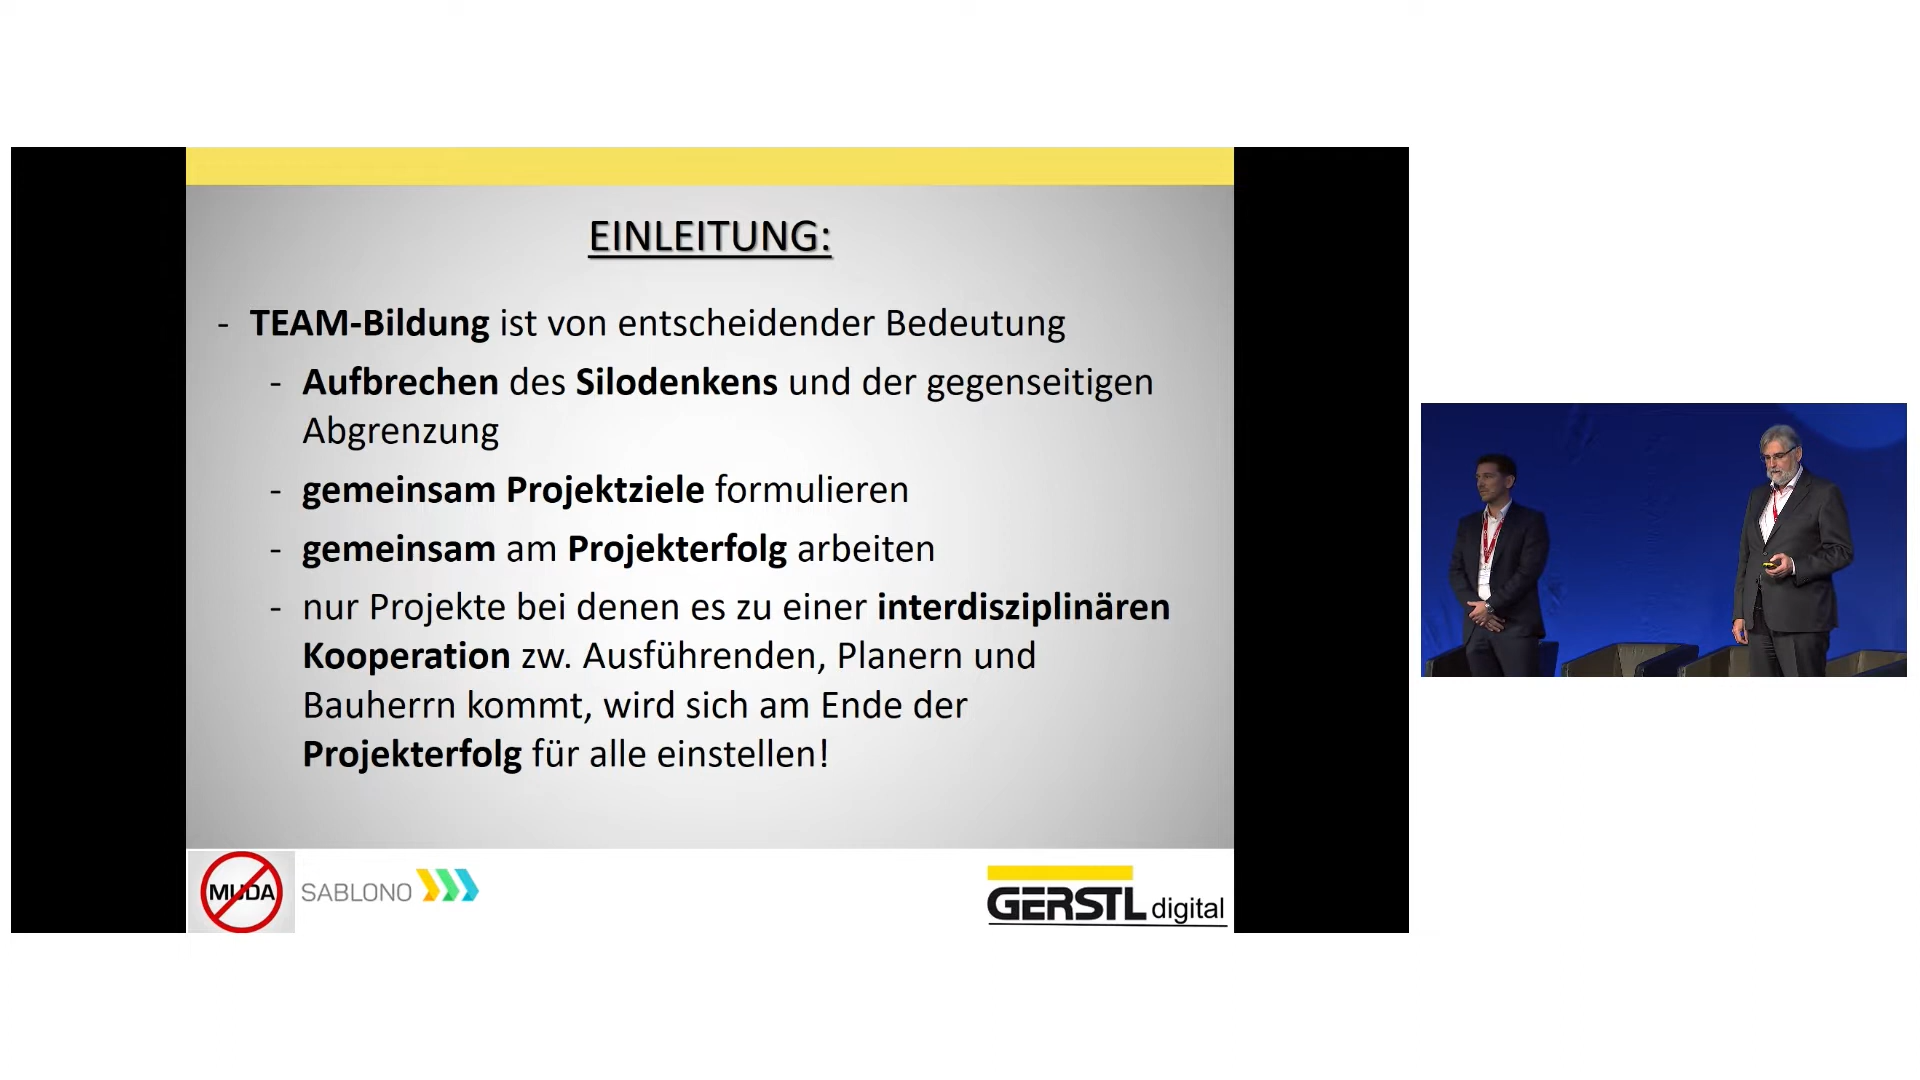 EINLEITUNG:
- TEAM-Bildung ist von entscheidender Bedeutung
- Aufbrechen des Silodenkens und der gegenseitigen
Abgrenzung
- gemeinsam Projektziele formulieren
- gemeinsam am Projekterfolg arbeiten
- nur Projekte bei denen es zu einer interdisziplinären
Kooperation zw. Ausführenden, Planern und
Bauherrn kommt, wird sich am Ende der
Projekterfolg für alle einstellen!
MUDA
SABLONO
GERSTL digital